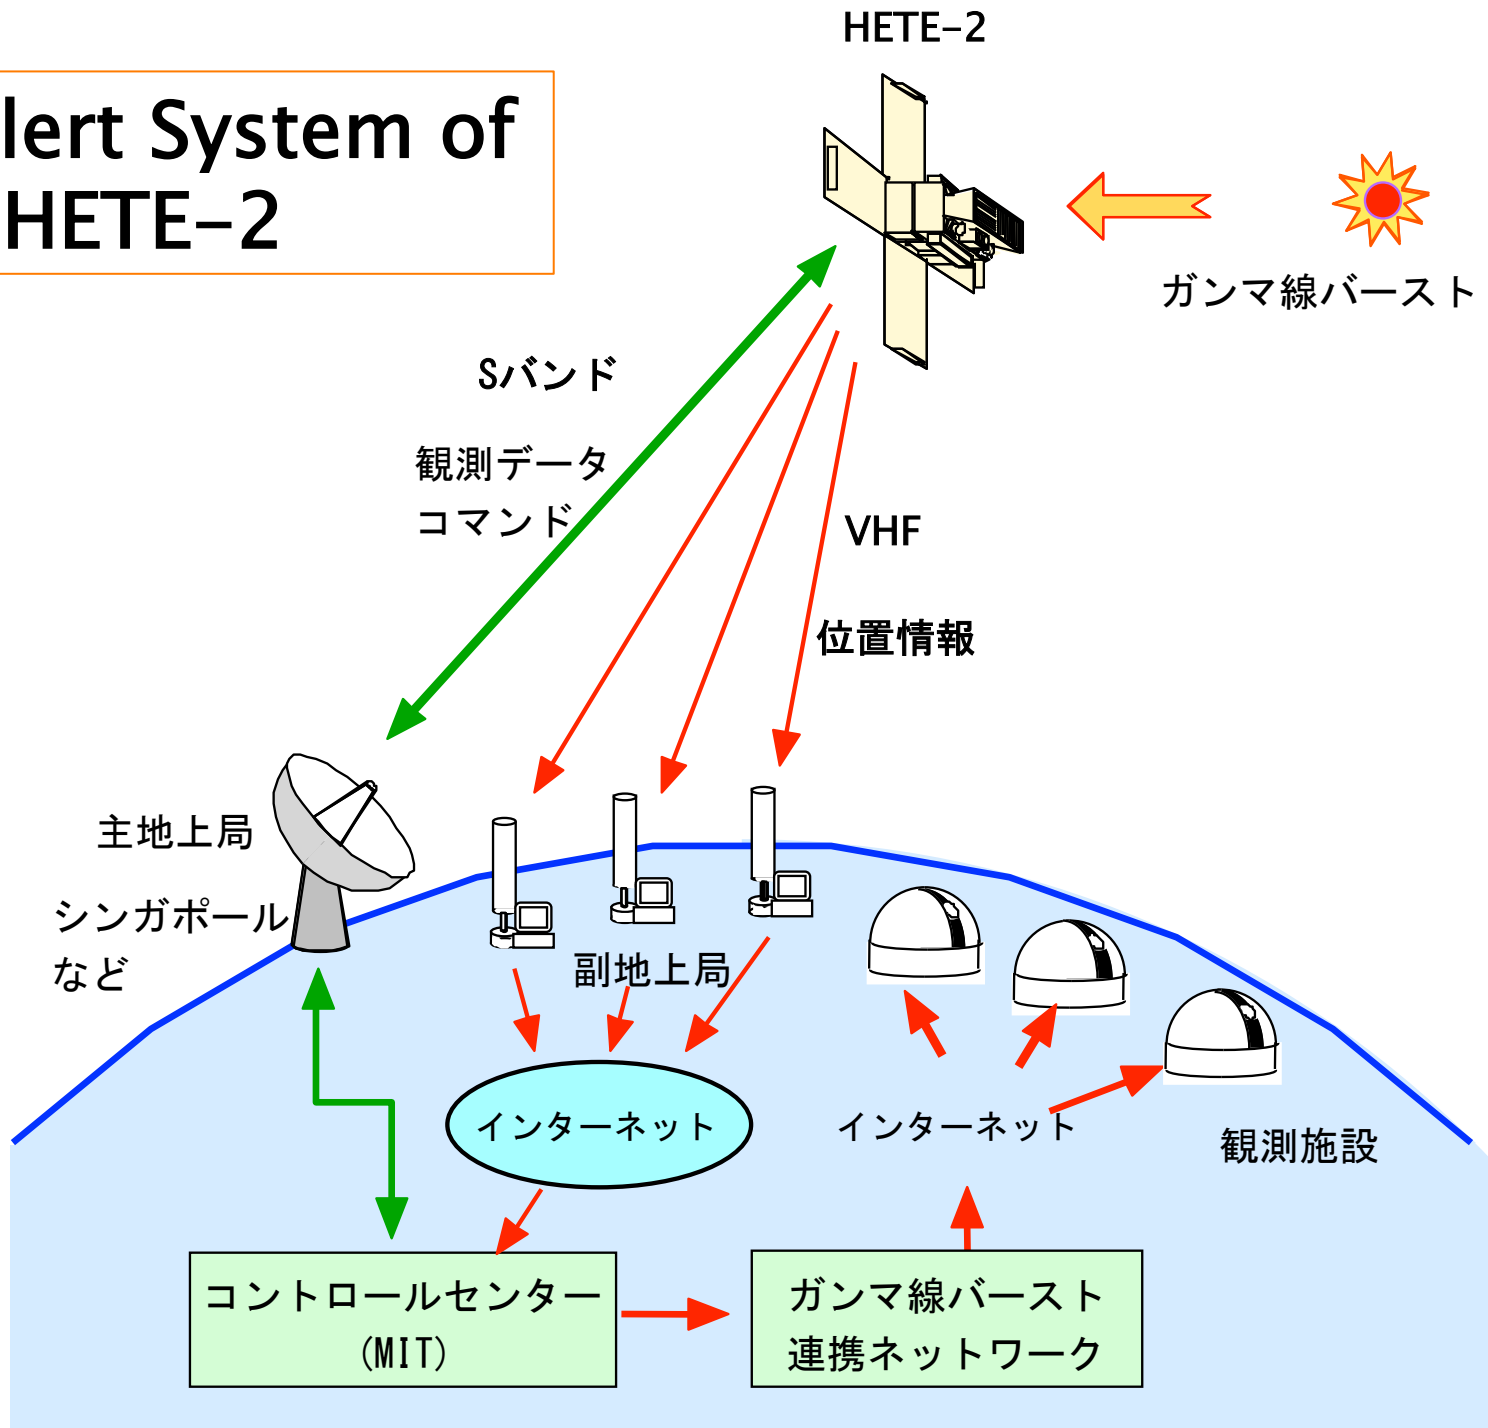 HETE-2
lert System of
HETE-2
ガンマ線バースト
Sバンド
観測データ
コマンド
VHF
位置情報
主地上局
シンガポール
など
副地上局
インターネット
インターネット
観測施設
コントロールセンター
(MIT)
ガンマ線バースト
連携ネットワーク